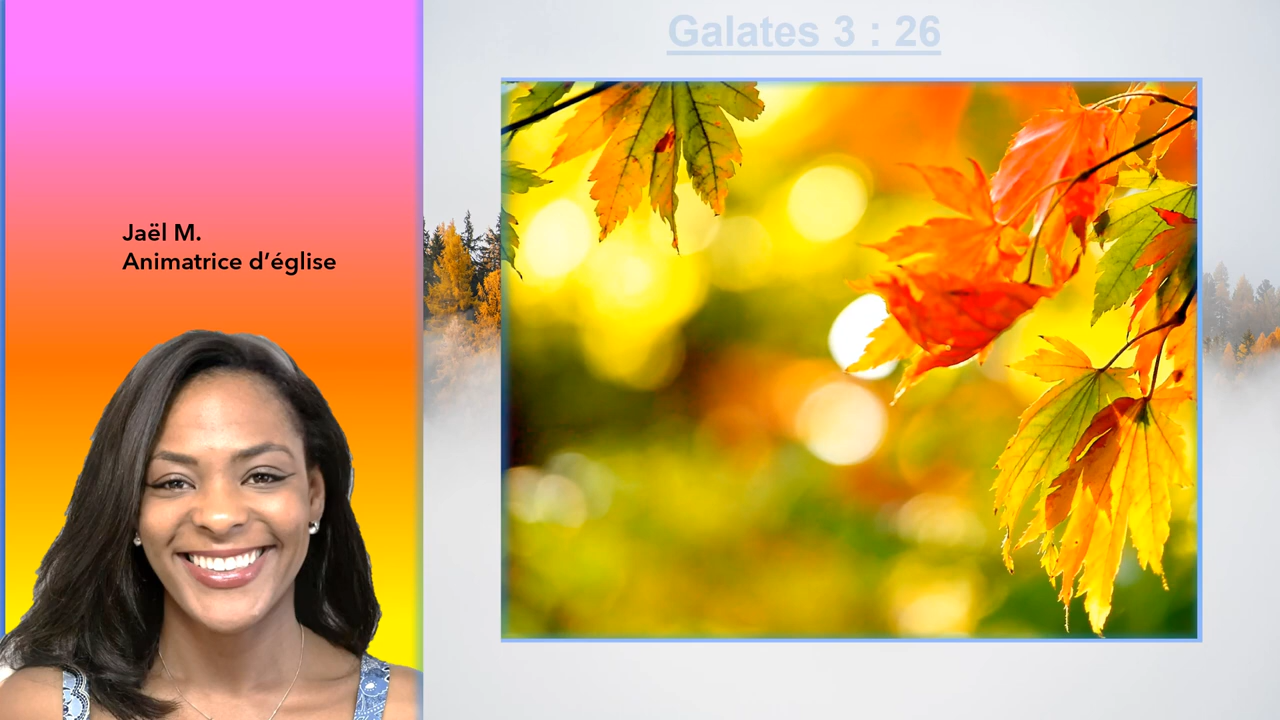 Galates 3 : 26
Jaël M.
Animatrice d’église